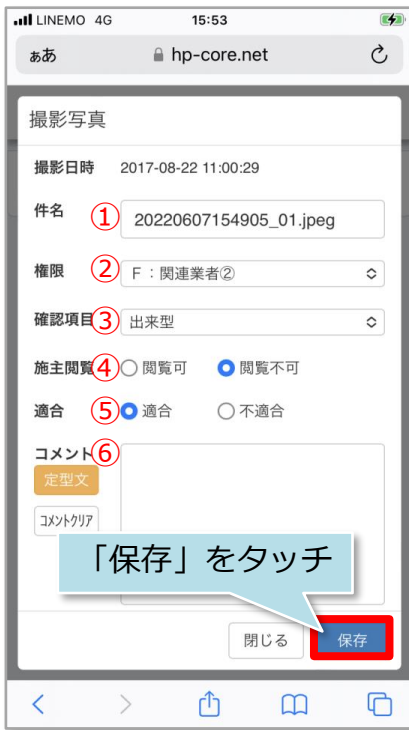 LINEMO 4G 15:53
ぁあ hp-core.net
撮影写真
撮影日時 2017-08-22 11:00:29
件名 ① 20220607154905_01.jpeg
権限 ② F：関連業者②
確認項目 ③ 出来型
施主閲覧 ④ 閲覧可 閲覧不可
適合 ⑤ 適合 不適合
コメント ⑥
定型文
コメントクリア
「保存」をタッチ
閉じる 保存